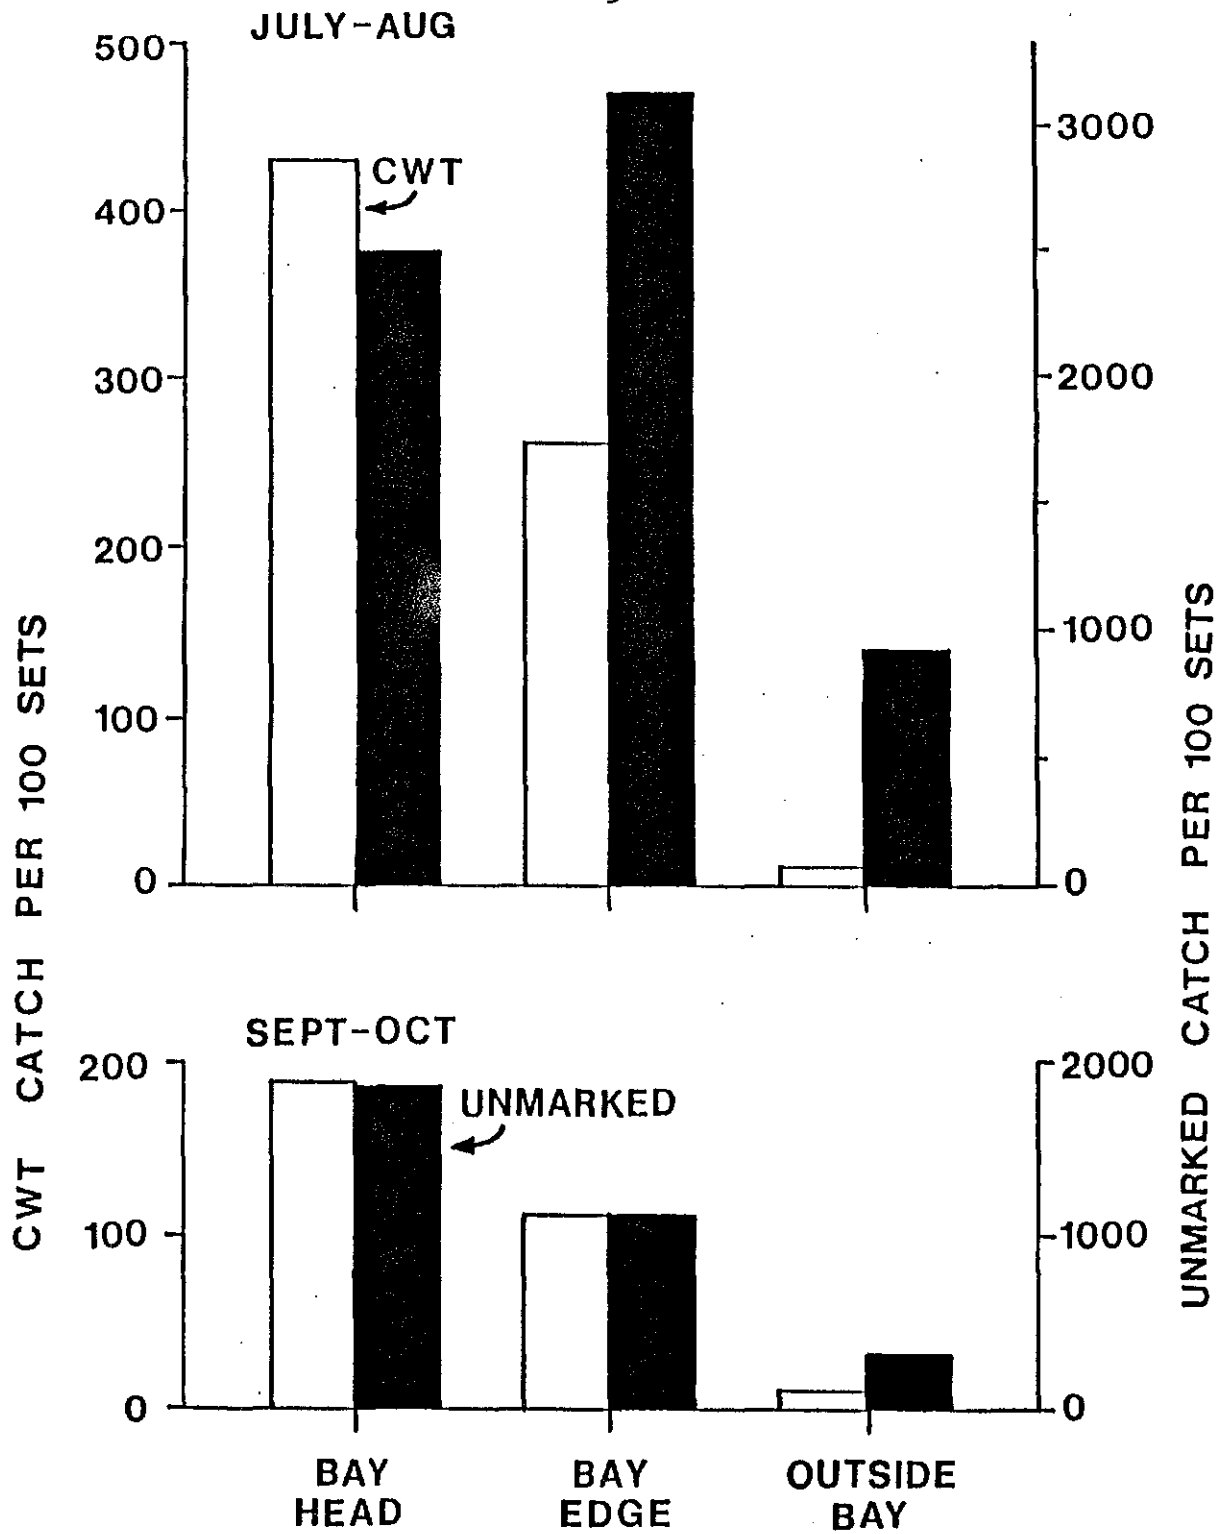 JULY-AUG
500
400
300
200
100
0
CWT
3000
2000
1000
0
SEPT-OCT
200
100
0
UNMARKED
2000
1000
0
BAY HEAD
BAY EDGE
OUTSIDE BAY
CWT CATCH PER 100 SETS
UNMARKED CATCH PER 100 SETS